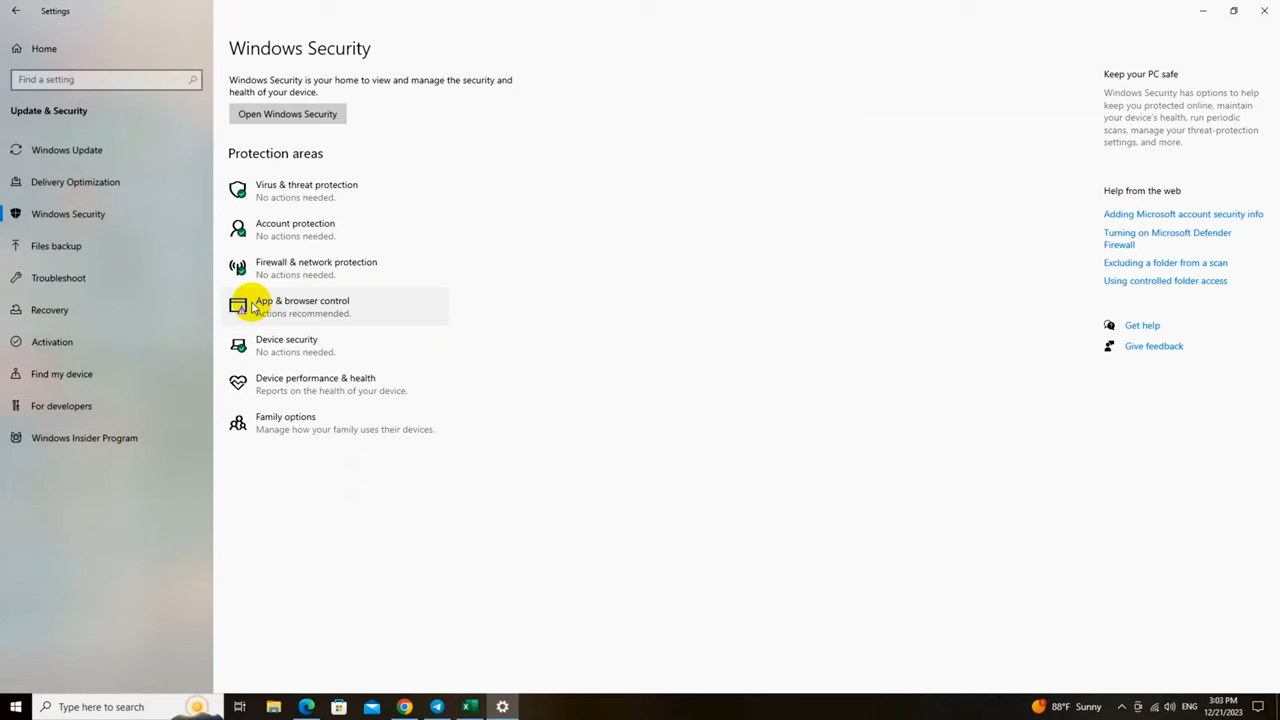 Settings
Home
Find a setting
Update & Security
Windows Update
Delivery Optimization
Windows Security
Files backup
Troubleshoot
Recovery
Activation
Find my device
For developers
Windows Insider Program
Windows Security
Windows Security is your home to view and manage the security and
health of your device.
Open Windows Security
Protection areas
Virus & threat protection
No actions needed.
Account protection
No actions needed.
Firewall & network protection
No actions needed.
App & browser control
Actions recommended.
Device security
No actions needed.
Device performance & health
Reports on the health of your device.
Family options
Manage how your family uses their devices.
Keep your PC safe
Windows Security has options to help
keep you protected online, maintain
your device's health, run periodic
scans, manage your threat-protection
settings, and more.
Help from the web
Adding Microsoft account security info
Turning on Microsoft Defender
Firewall
Excluding a folder from a scan
Using controlled folder access
Get help
Give feedback
Type here to search
88°F Sunny
ENG
3:03 PM
12/21/2023